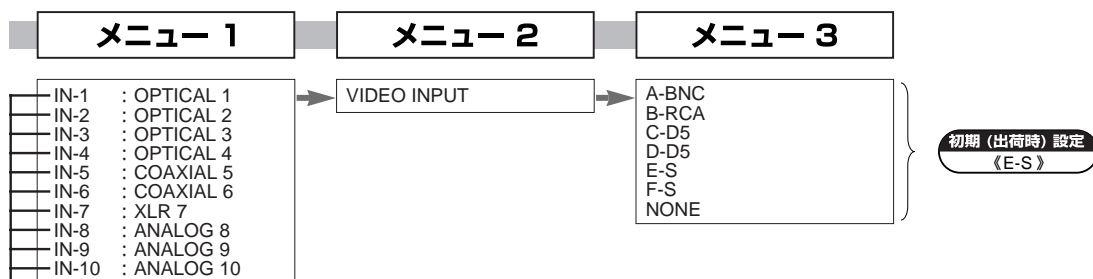 メニュー 1
メニュー 2
メニュー 3
IN-1 : OPTICAL 1
IN-2 : OPTICAL 2
IN-3 : OPTICAL 3
IN-4 : OPTICAL 4
IN-5 : COAXIAL 5
IN-6 : COAXIAL 6
IN-7 : XLR 7
IN-8 : ANALOG 8
IN-9 : ANALOG 9
IN-10 : ANALOG 10
VIDEO INPUT
A-BNC
B-RCA
C-D5
D-D5
E-S
F-S
NONE
初期 (出荷時) 設定
《E-S》